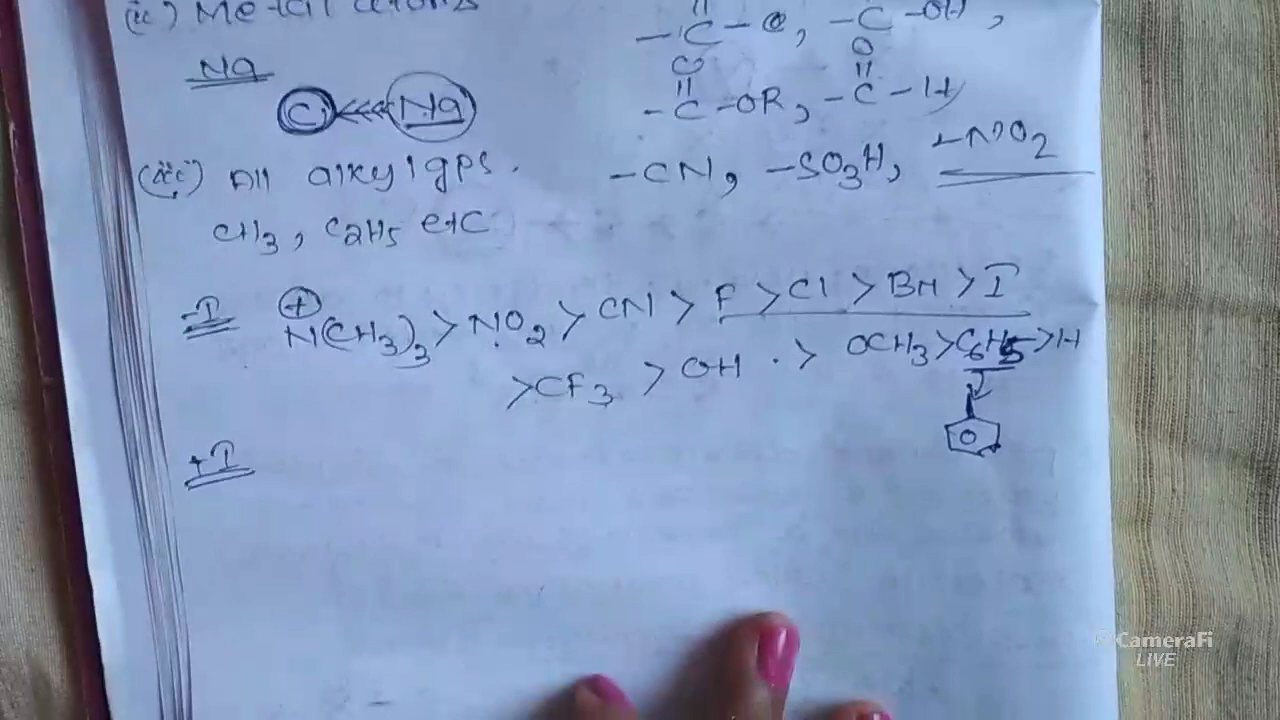 (ii) Metal atoms
-C-e, -C-OH,
Na
O O
C <<< Na
-C-OR, -C-H
(iii) All alkyl gps.
-CN, -SO3H, -NO2
CH3, C2H5 etc
-I + N(CH3)3 > NO2 > CN > F > Cl > Br > I
> CF3 > OH · > OCH3 > C6H5 > H
+I
CameraFi
LIVE